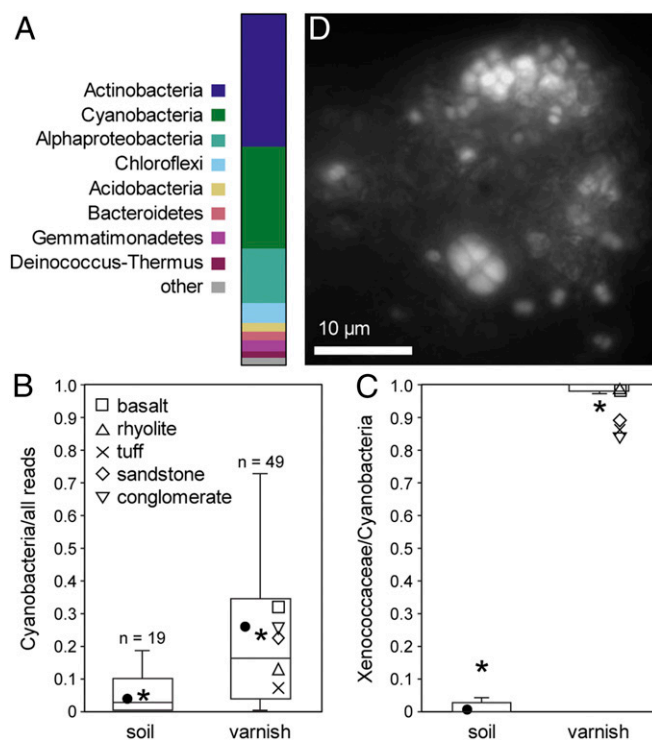 A
Actinobacteria
Cyanobacteria
Alphaproteobacteria
Chloroflexi
Acidobacteria
Bacteroidetes
Gemmatimonadetes
Deinococcus-Thermus
other
D
10 µm
B
Cyanobacteria/all reads
1.0
0.9
0.8
0.7
0.6
0.5
0.4
0.3
0.2
0.1
0
basalt
rhyolite
tuff
sandstone
conglomerate
n = 19
n = 49
*
*
soil
varnish
C
Xenococcaceae/Cyanobacteria
1.0
0.9
0.8
0.7
0.6
0.5
0.4
0.3
0.2
0.1
0
*
*
soil
varnish